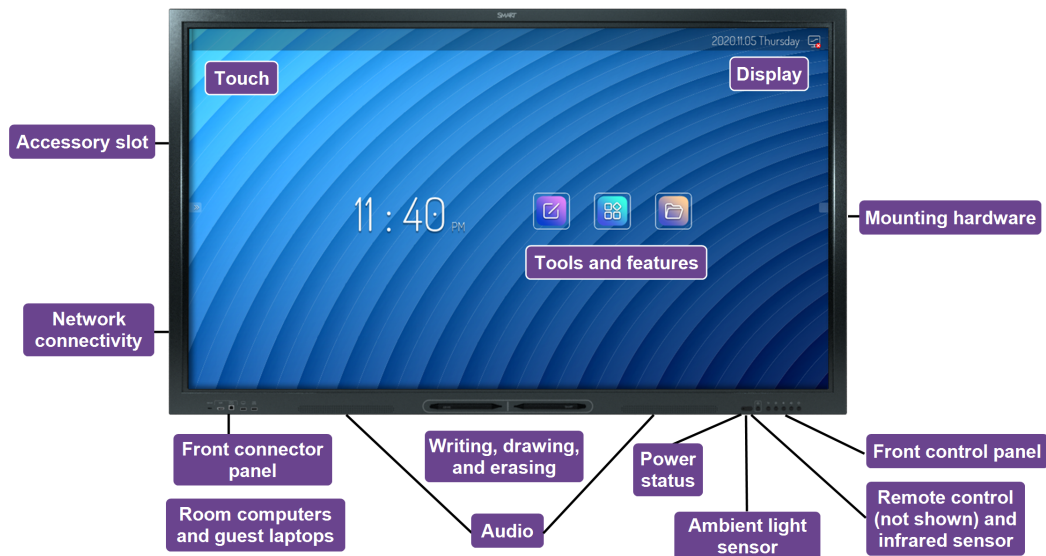 SMART
2020.11.05 Thursday
Touch
Display
Accessory slot
11 : 40 PM
Mounting hardware
Tools and features
Network
connectivity
Front connector
panel
Writing, drawing,
and erasing
Power
status
Front control panel
Room computers
and guest laptops
Audio
Ambient light
sensor
Remote control
(not shown) and
infrared sensor